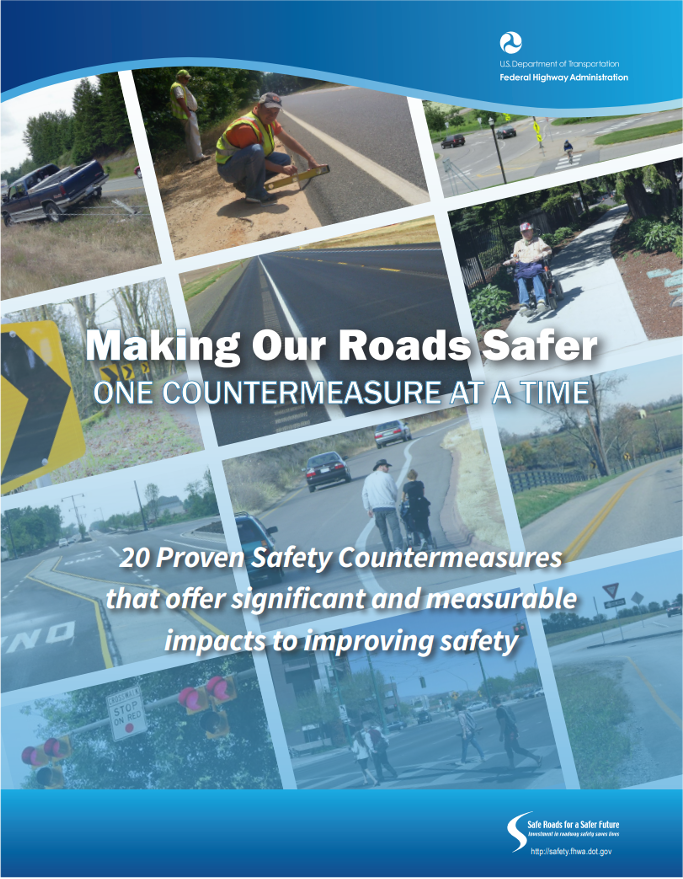 U.S. Department of Transportation
Federal Highway Administration
Making Our Roads Safer
ONE COUNTERMEASURE AT A TIME
20 Proven Safety Countermeasures
that offer significant and measurable
impacts to improving safety
STOP
ON RED
Safe Roads for a Safer Future
Investment in roadway safety saves lives
http://safety.fhwa.dot.gov